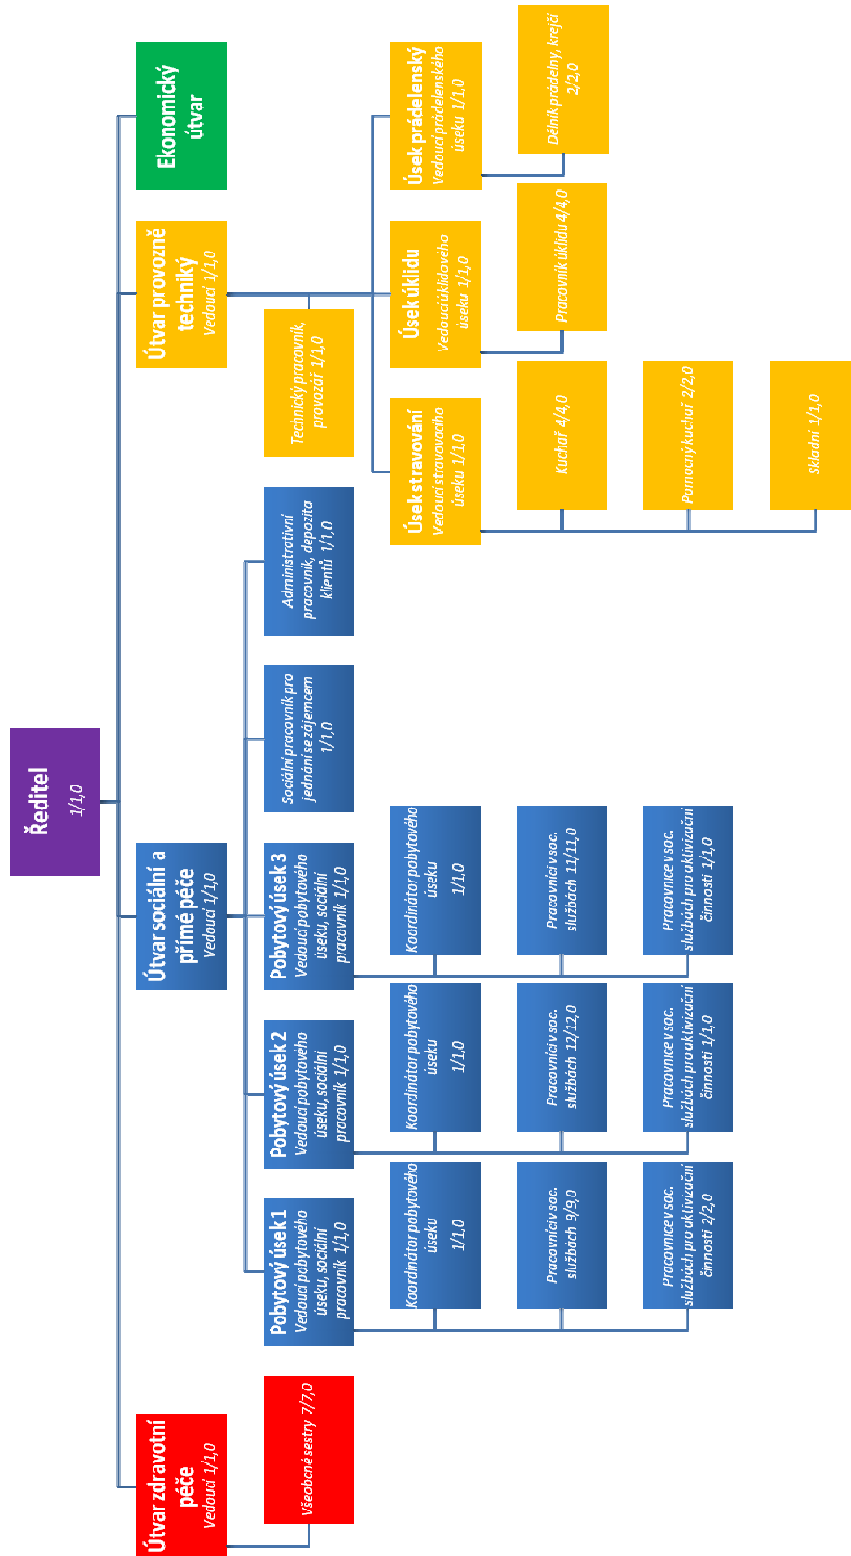 Ředitel
1/1,0
Útvar zdravotní
péče
Vedoucí 1/1,0
Všeobecné sestry 7/7,0
Útvar sociální a
přímé péče
Vedoucí 1/1,0
Pobytový úsek 1
Vedoucí pobytového
úseku, sociální
pracovník 1/1,0
Koordinátor pobytového
úseku
1/1,0
Pracovníci v soc.
službách 9/9,0
Pracovnice v soc.
službách pro aktivizační
činnosti 2/2,0
Pobytový úsek 2
Vedoucí pobytového
úseku, sociální
pracovník 1/1,0
Koordinátor pobytového
úseku
1/1,0
Pracovníci v soc.
službách 12/12,0
Pracovnice v soc.
službách pro aktivizační
činnosti 1/1,0
Pobytový úsek 3
Vedoucí pobytového
úseku, sociální
pracovník 1/1,0
Koordinátor pobytového
úseku
1/1,0
Pracovníci v soc.
službách 11/11,0
Pracovnice v soc.
službách pro aktivizační
činnosti 1/1,0
Sociální pracovník pro
jednání se zájemcem
1/1,0
Administrativní
pracovník, depozita
klientů 1/1,0
Útvar provozně
techniký
Vedoucí 1/1,0
Technický pracovník,
provozář 1/1,0
Úsek stravování
Vedoucí stravovacího
úseku 1/1,0
Kuchař 4/4,0
Pomocný kuchař 2/2,0
Skladní 1/1,0
Úsek úklidu
Vedoucí úklidového
úseku 1/1,0
Pracovník úklidu 4/4,0
Úsek prádelenský
Vedoucí prádelenského
úseku 1/1,0
Dělník prádelny, krejčí
2/2,0
Ekonomický
útvar